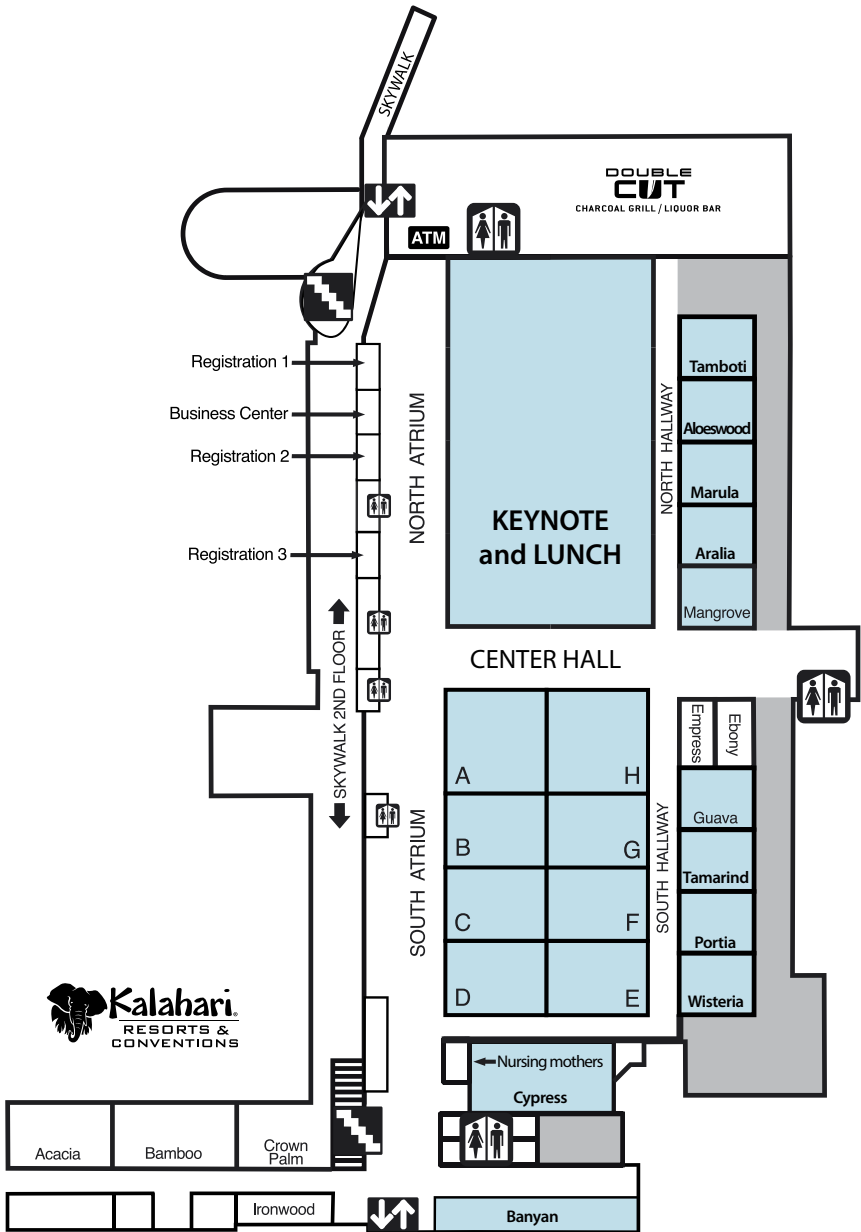 SKYWALK
DOUBLE
CUT
CHARCOAL GRILL / LIQUOR BAR
ATM
Registration 1
Business Center
Registration 2
Registration 3
NORTH ATRIUM
KEYNOTE
and LUNCH
NORTH HALLWAY
Tamboti
Aloeswood
Marula
Aralia
Mangrove
SKYWALK 2ND FLOOR
CENTER HALL
Empress
Ebony
A
H
B
G
C
F
D
E
SOUTH ATRIUM
SOUTH HALLWAY
Guava
Tamarind
Portia
Wisteria
Kalahari®
RESORTS &
CONVENTIONS
Nursing mothers
Cypress
Acacia
Bamboo
Crown
Palm
Ironwood
Banyan